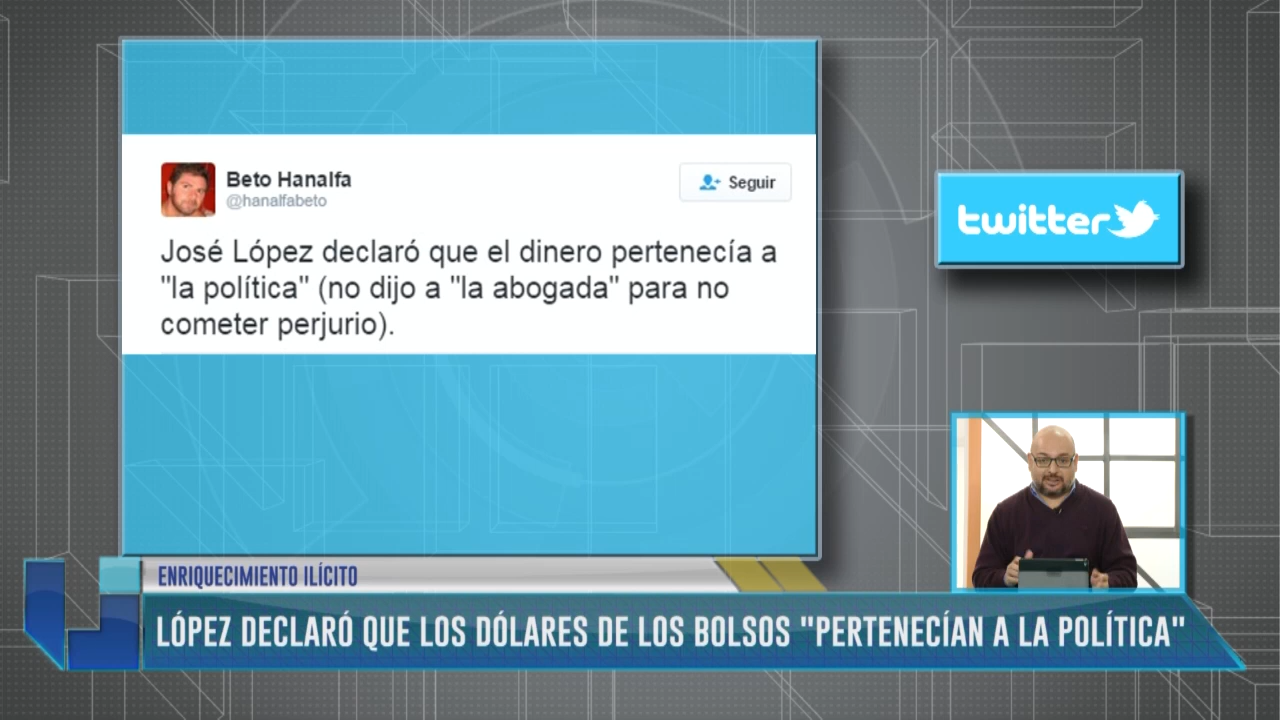 Beto Hanalfa
@hanalfabeto
Seguir
José López declaró que el dinero pertenecía a
"la política" (no dijo a "la abogada" para no
cometer perjurio).
twitter
ENRIQUECIMIENTO ILÍCITO
LÓPEZ DECLARÓ QUE LOS DÓLARES DE LOS BOLSOS "PERTENECÍAN A LA POLÍTICA"